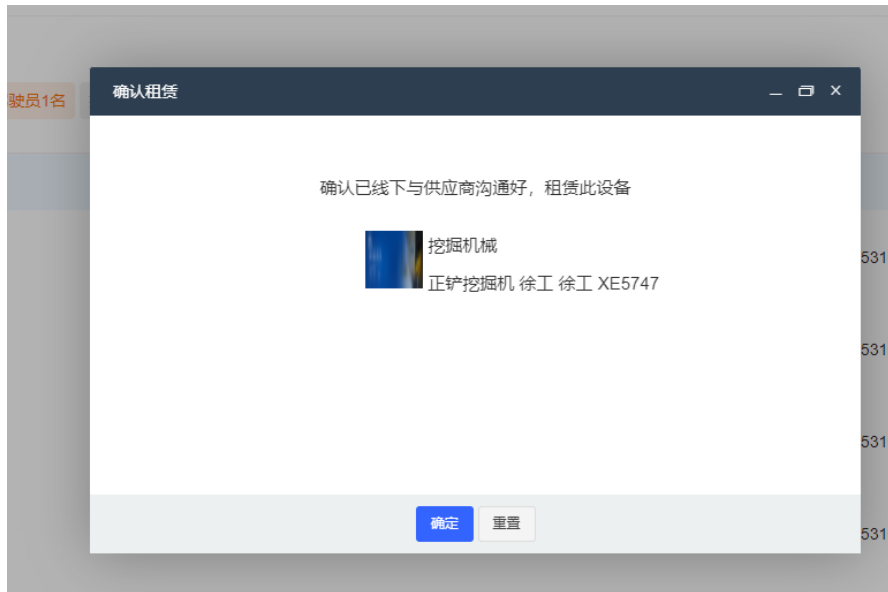 驶员1名
确认租赁
确认已线下与供应商沟通好，租赁此设备
挖掘机械
正铲挖掘机 徐工 徐工 XE5747
531
531
531
531
确定
重置